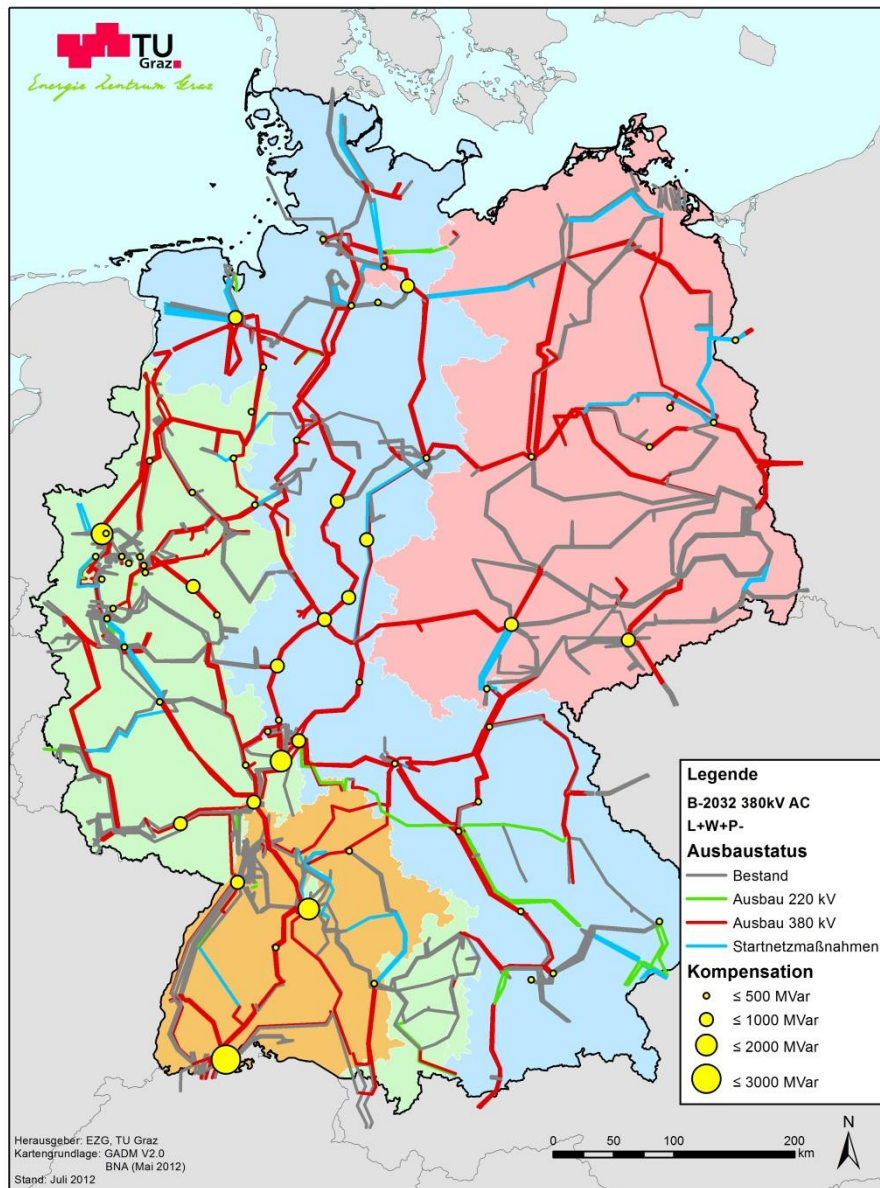 TU
Graz
Energie Zentrum Graz
Legende
B-2032 380kV AC
L+W+P-
Ausbaustatus
Bestand
Ausbau 220 kV
Ausbau 380 kV
Startnetzmaßnahmen
Kompensation
≤ 500 MVar
≤ 1000 MVar
≤ 2000 MVar
≤ 3000 MVar
Herausgeber: EZG, TU Graz
Kartengrundlage: GADM V2.0
BNA (Mai 2012)
Stand: Juli 2012
0 50 100 200
km
N